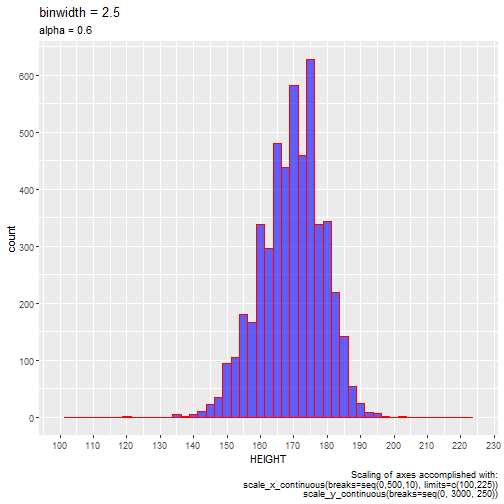 binwidth = 2.5
alpha = 0.6
600
500
400
300
200
100
0
count
100 110 120 130 140 150 160 170 180 190 200 210 220 230
HEIGHT
Scaling of axes accomplished with:
scale_x_continuous(breaks=seq(0,500,10), limits=c(100,225))
scale_y_continuous(breaks=seq(0, 3000, 250))